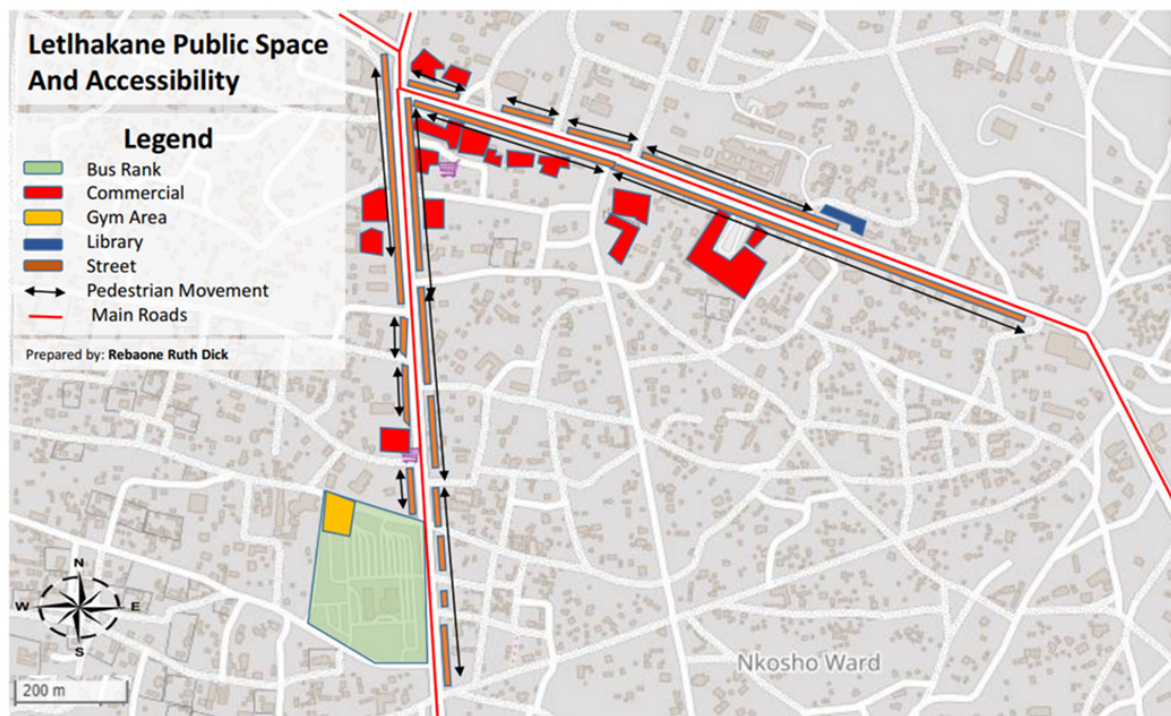 Letlhakane Public Space
And Accessibility
Legend
Bus Rank
Commercial
Gym Area
Library
Street
Pedestrian Movement
Main Roads
Prepared by: Rebaone Ruth Dick
N
W
E
S
200 m
Nkosho Ward